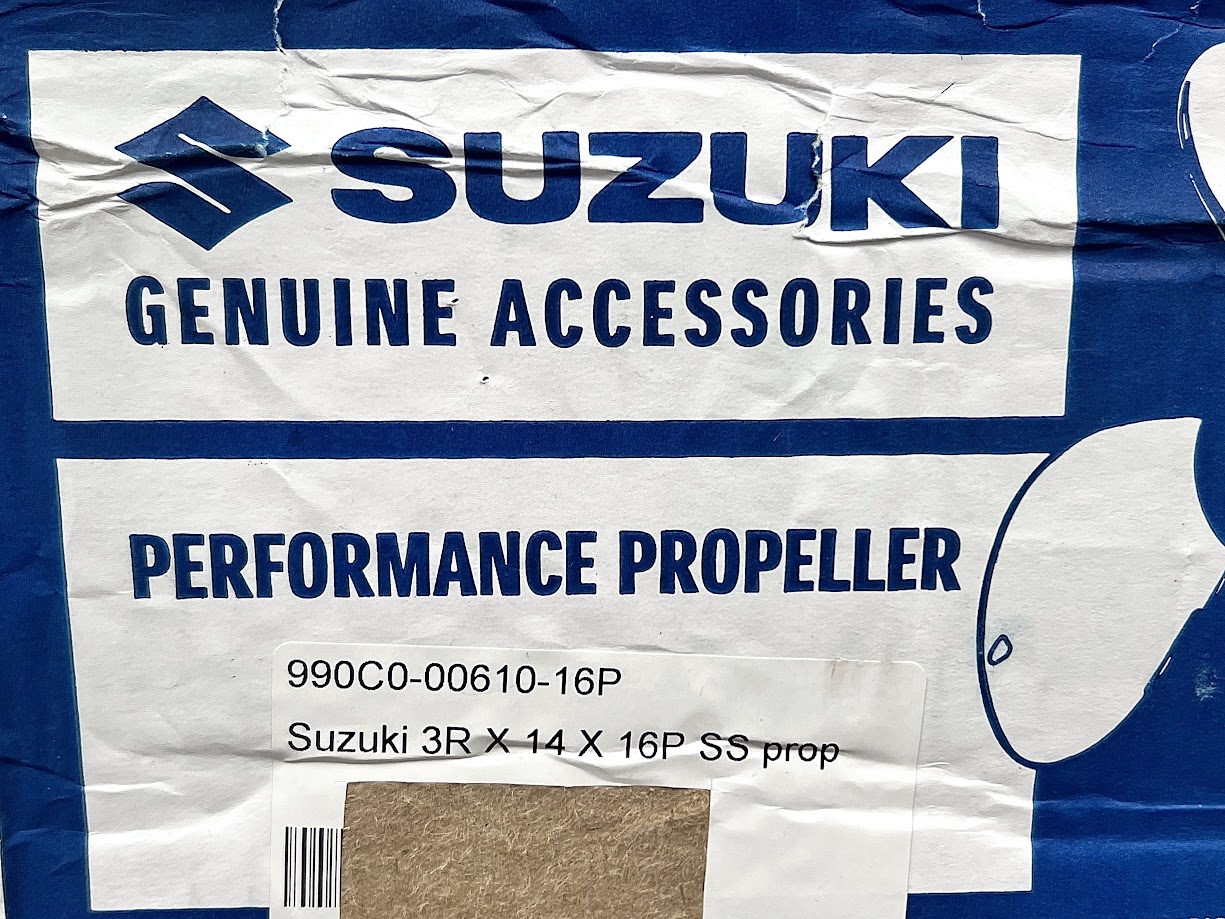 SUZUKI
GENUINE ACCESSORIES
PERFORMANCE PROPELLER
990C0-00610-16P
Suzuki 3R X 14 X 16P SS prop